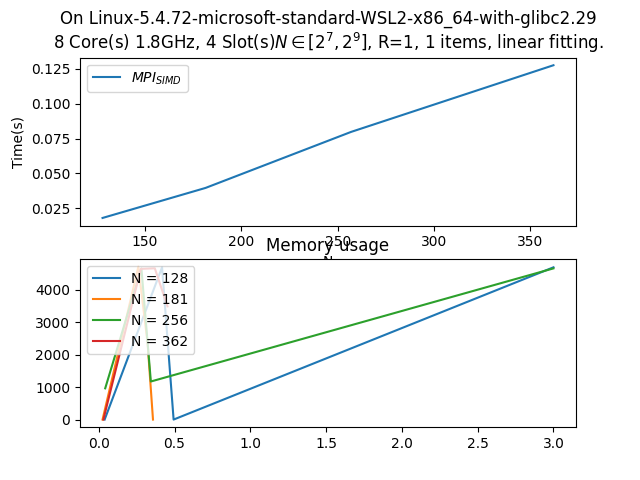 On Linux-5.4.72-microsoft-standard-WSL2-x86_64-with-glibc2.29
8 Core(s) 1.8GHz, 4 Slot(s)N ∈ [2^7, 2^9], R=1, 1 items, linear fitting.
0.125
0.100
0.075
0.050
0.025
Time(s)
MPI_SIMD
150 200 250 300 350
Memory usage
4000
3000
2000
1000
0
N = 128
N = 181
N = 256
N = 362
0.0 0.5 1.0 1.5 2.0 2.5 3.0